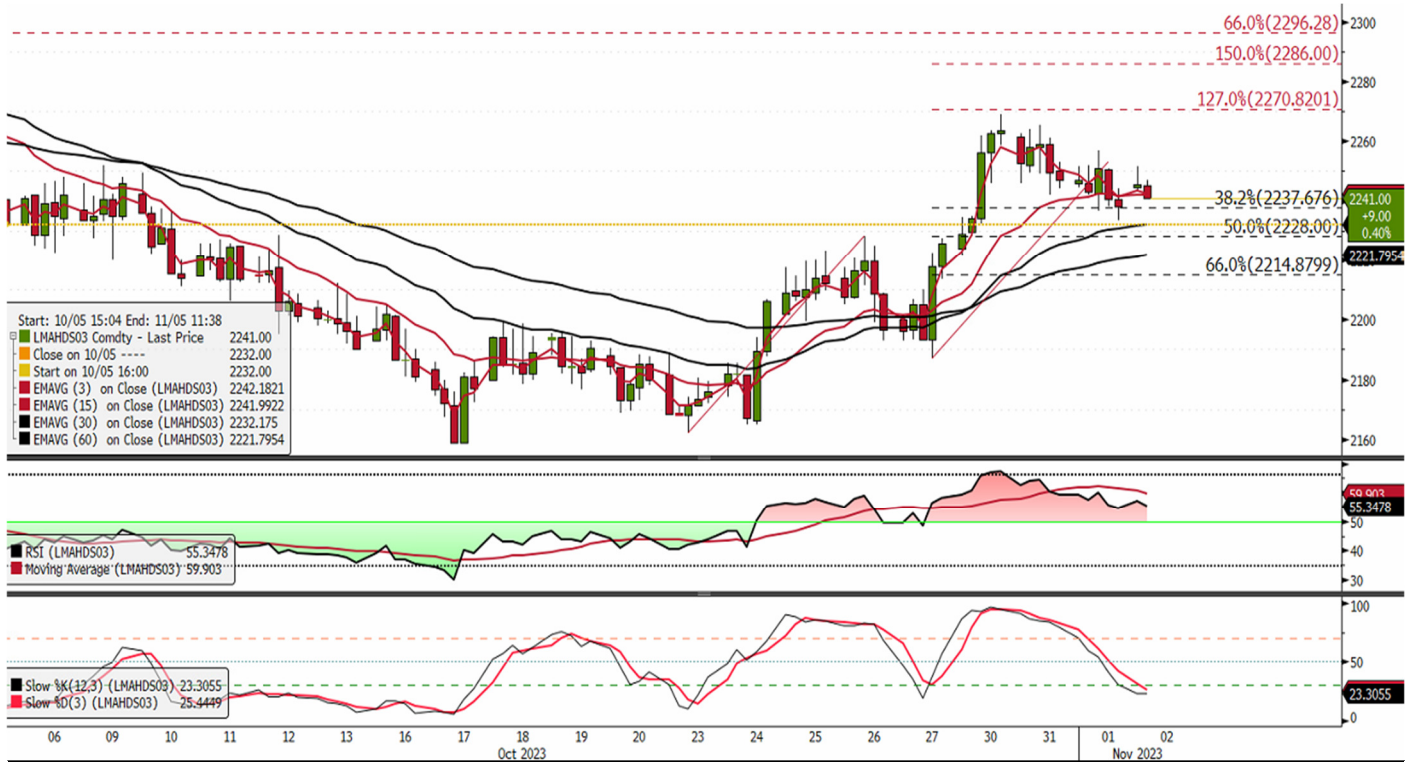 66.0%(2296.28)
150.0%(2286.00)
127.0%(2270.8201)
38.2%(2237.676)
50.0%(2228.00)
66.0%(2214.8799)
2300
2280
2260
2241.00
+9.00
0.40%
2221.7954
2200
2180
2160
Start: 10/05 15:04 End: 11/05 11:38
LMAHDS03 Comdty - Last Price 2241.00
Close on 10/05 ---- 2232.00
Start on 10/05 16:00 2232.00
EMAVG (3) on Close (LMAHDS03) 2242.1821
EMAVG (15) on Close (LMAHDS03) 2241.9922
EMAVG (30) on Close (LMAHDS03) 2232.175
EMAVG (60) on Close (LMAHDS03) 2221.7954
59.903
55.3478
50
40
30
RSI (LMAHDS03) 55.3478
Moving Average (LMAHDS03) 59.903
100
50
23.3055
0
Slow %K(12,3) (LMAHDS03) 23.3055
Slow %D(3) (LMAHDS03) 25.4449
06 09 10 11 12 13 16 17 18 19 20 23 24 25 26 27 30 31 01 02
Oct 2023 Nov 2023